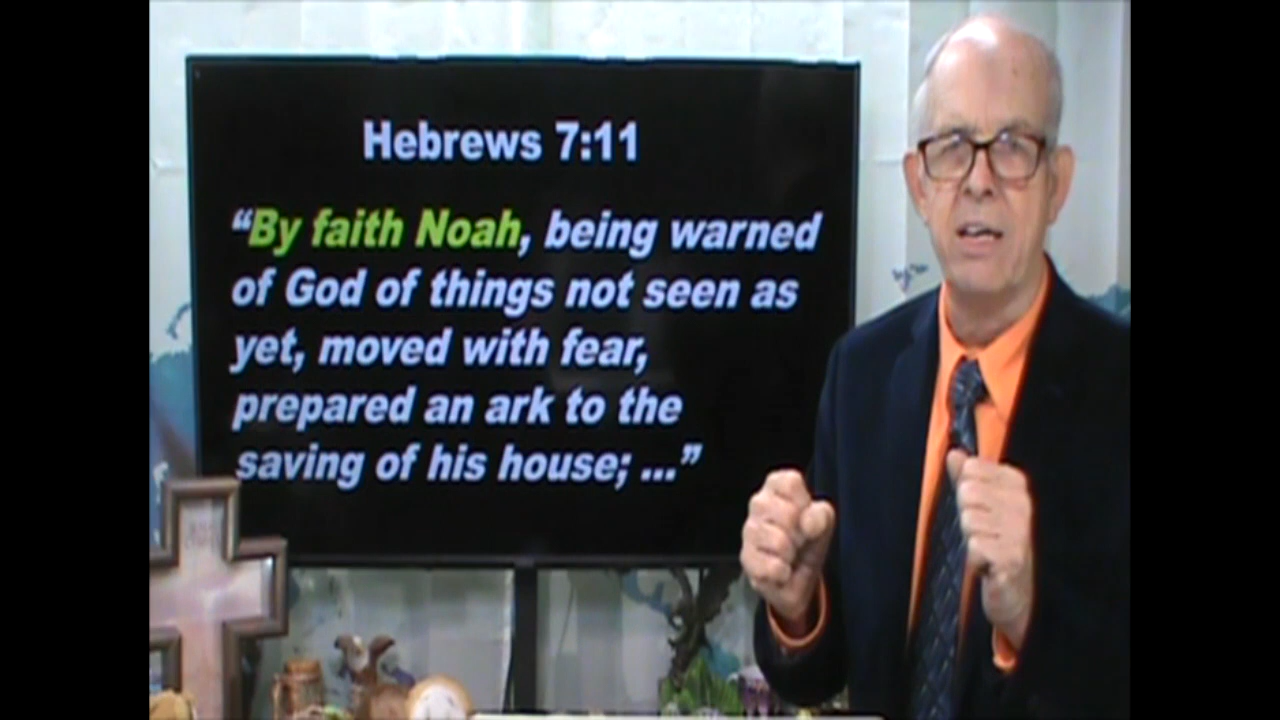 Hebrews 7:11
“By faith Noah, being warned
of God of things not seen as
yet, moved with fear,
prepared an ark to the
saving of his house; ...”